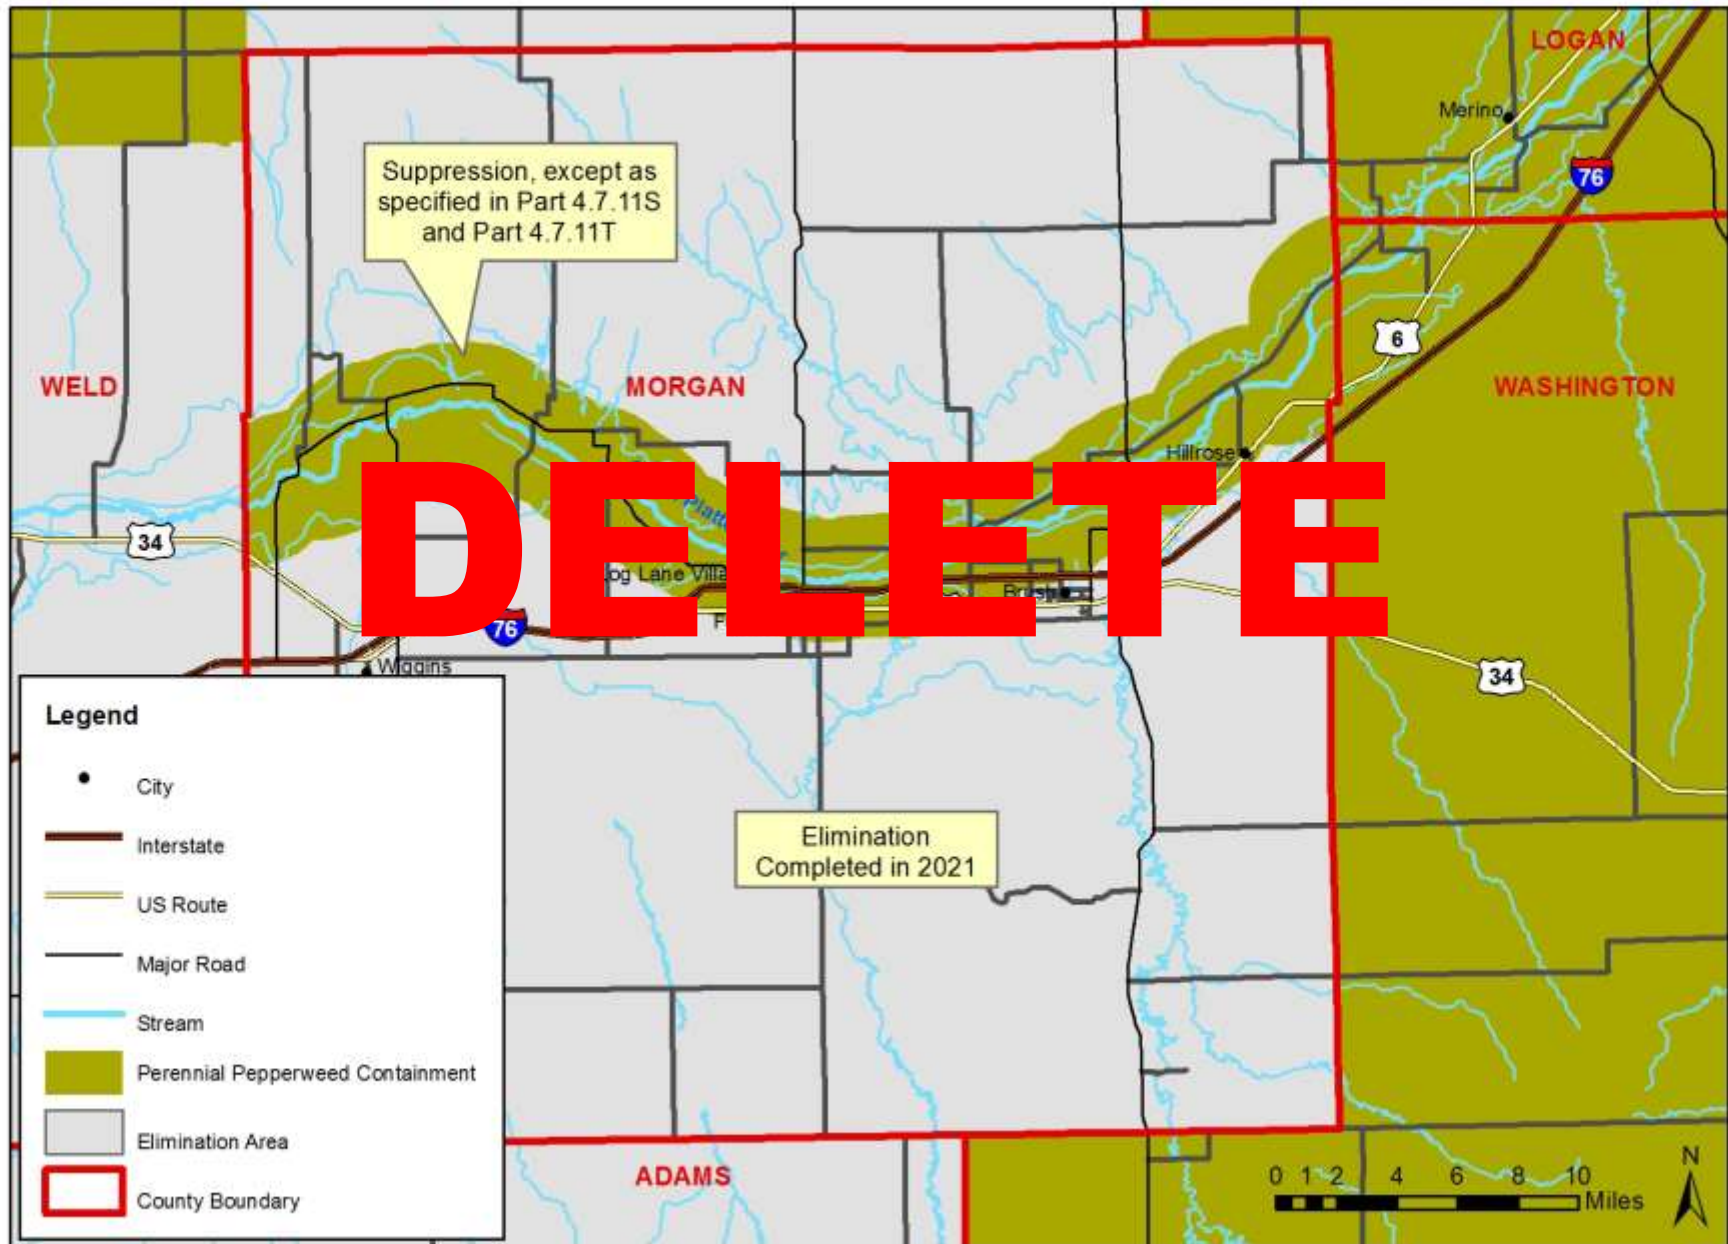 LOGAN
Merino
76
Suppression, except as
specified in Part 4.7.11S
and Part 4.7.11T
6
WELD
MORGAN
WASHINGTON
Hillrose
DELETE
34
Log Lane
76
Wiggins
34
Legend
City
Interstate
US Route
Major Road
Stream
Perennial Pepperweed Containment
Elimination Area
County Boundary
Elimination
Completed in 2021
ADAMS
0 1 2 4 6 8 10
Miles
N